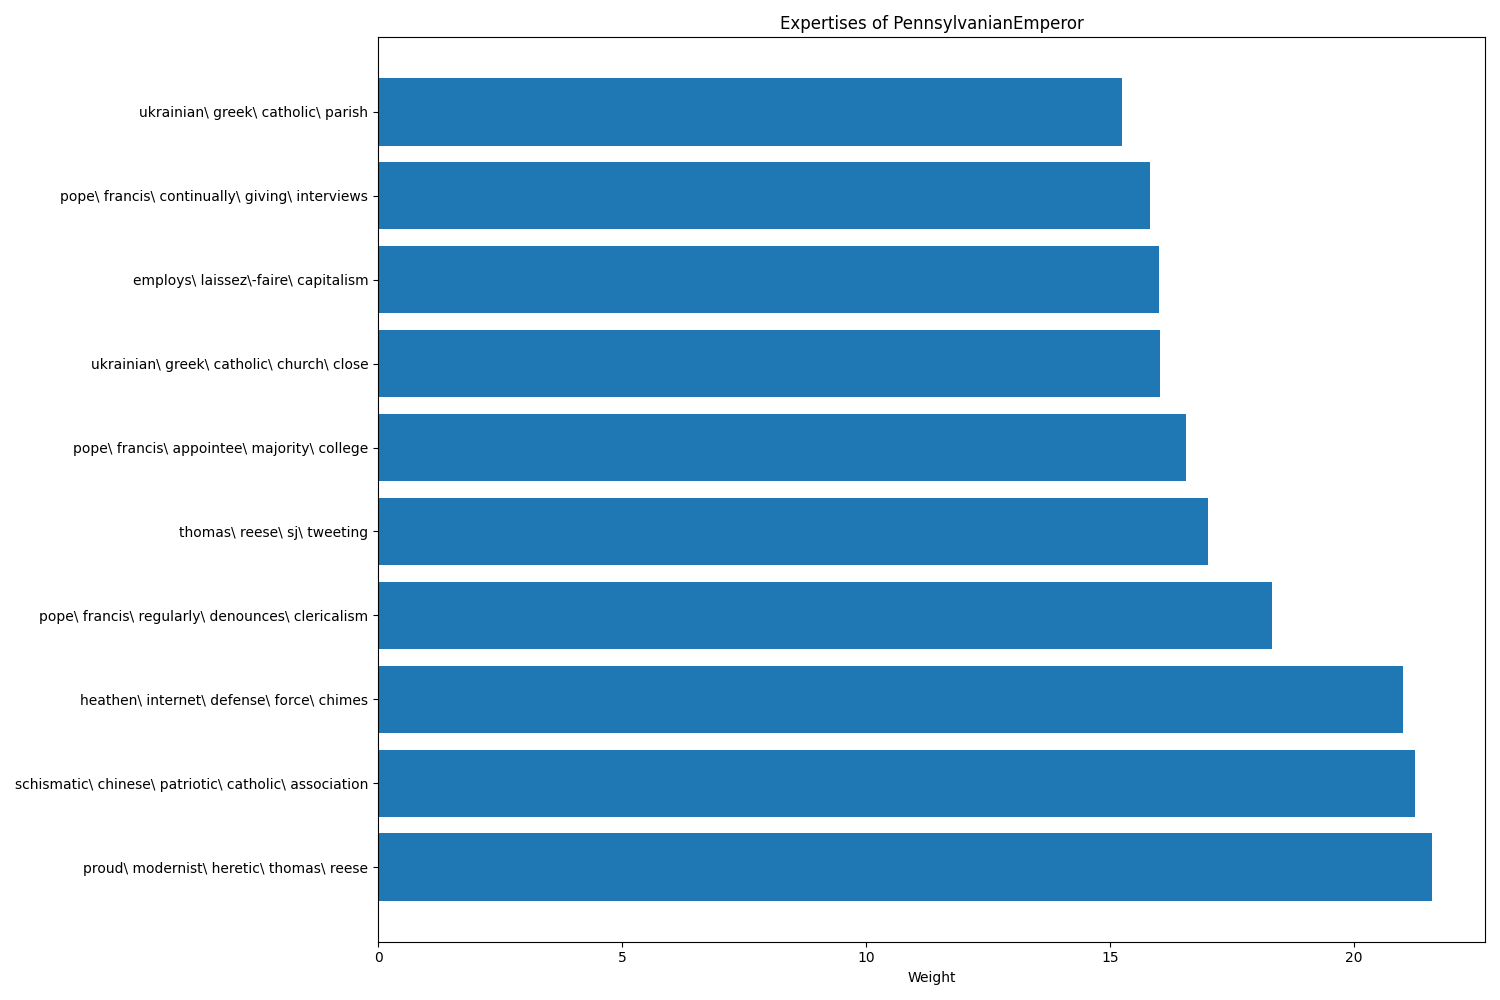 Expertises of PennsylvanianEmperor
ukrainian\ greek\ catholic\ parish
pope\ francis\ continually\ giving\ interviews
employs\ laissez\-faire\ capitalism
ukrainian\ greek\ catholic\ church\ close
pope\ francis\ appointee\ majority\ college
thomas\ reese\ sj\ tweeting
pope\ francis\ regularly\ denounces\ clericalism
heathen\ internet\ defense\ force\ chimes
schismatic\ chinese\ patriotic\ catholic\ association
proud\ modernist\ heretic\ thomas\ reese
0 5 10 15 20
Weight